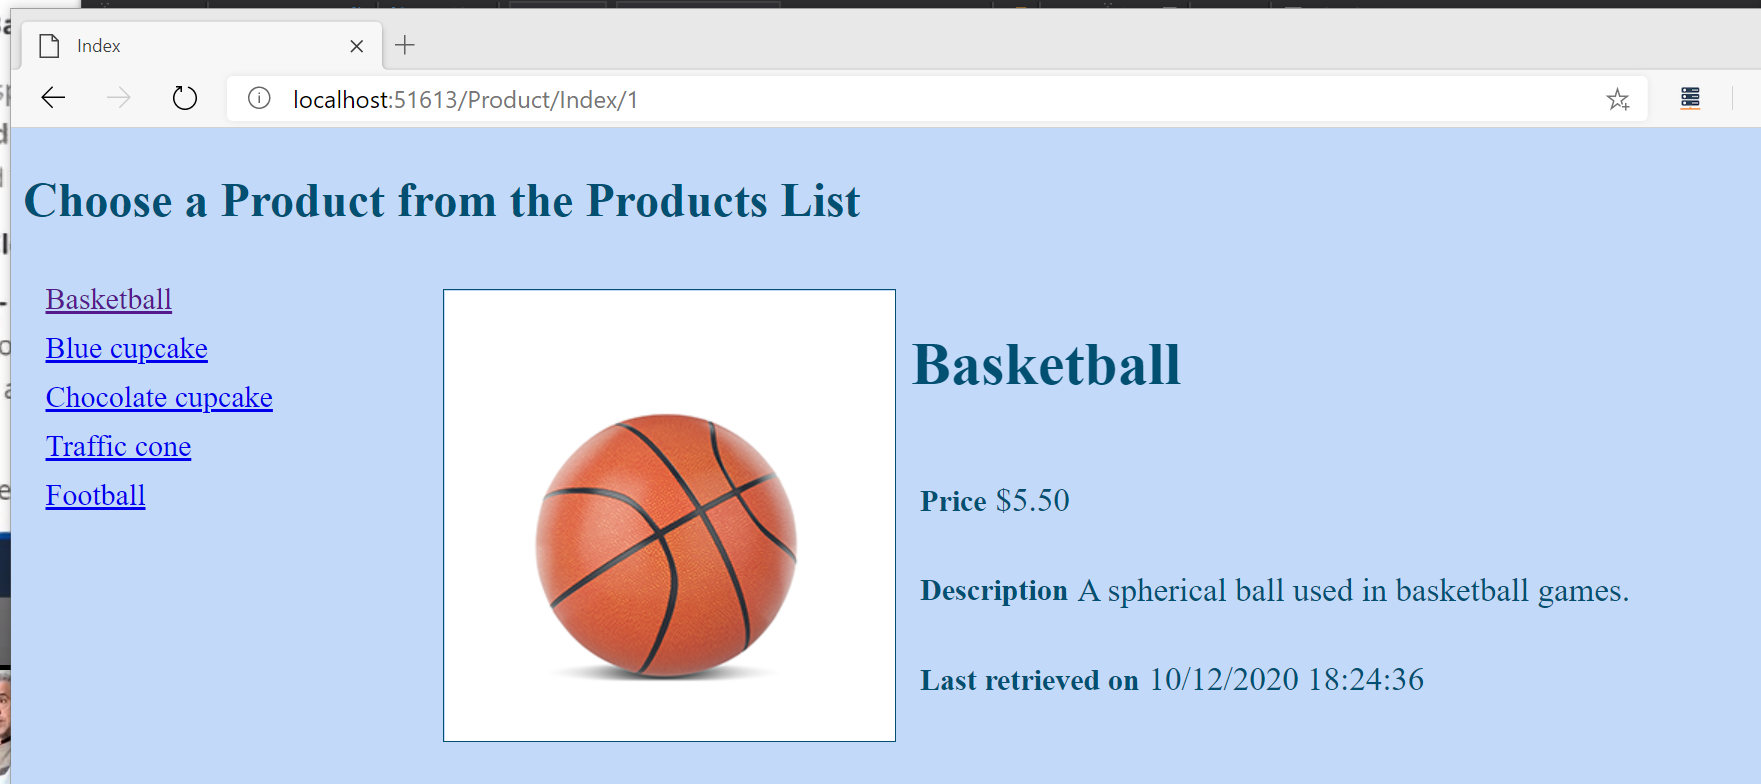 Index
localhost:51613/Product/Index/1
Choose a Product from the Products List
Basketball
Blue cupcake
Chocolate cupcake
Traffic cone
Football
Basketball
Price $5.50
Description A spherical ball used in basketball games.
Last retrieved on 10/12/2020 18:24:36